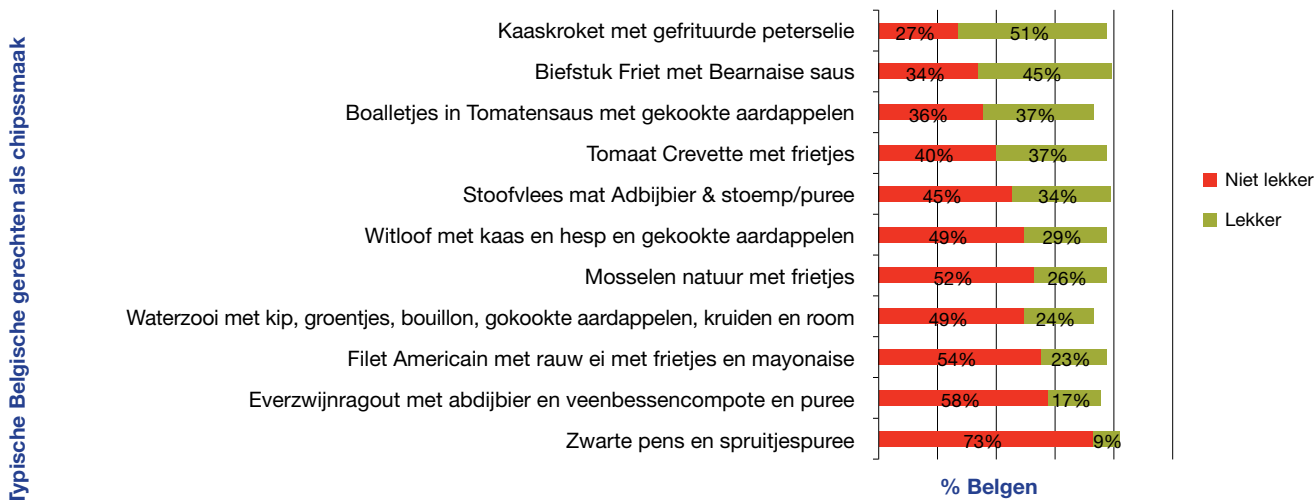 Typische Belgische gerechten als chipssmaak
Kaaskroket met gefrituurde peterselie 27% 51%
Biefstuk Friet met Bearnaise saus 34% 45%
Boalletjes in Tomatensaus met gekookte aardappelen 36% 37%
Tomaat Crevette met frietjes 40% 37%
Stoofvlees mat Adbijbier & stoemp/puree 45% 34%
Witloof met kaas en hesp en gekookte aardappelen 49% 29%
Mosselen natuur met frietjes 52% 26%
Waterzooi met kip, groentjes, bouillon, gokookte aardappelen, kruiden en room 49% 24%
Filet Americain met rauw ei met frietjes en mayonaise 54% 23%
Everzwijnragout met abdijbier en veenbessencompote en puree 58% 17%
Zwarte pens en spruitjespuree 73% 9%
Niet lekker
Lekker
% Belgen